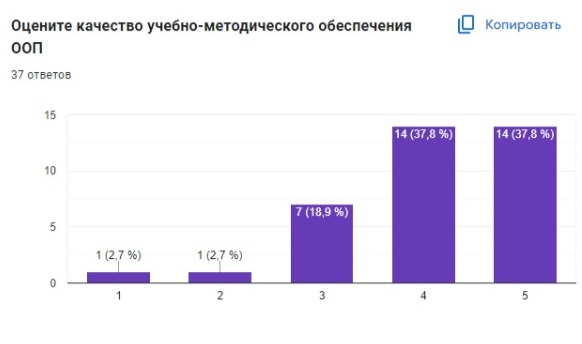 Оцените качество учебно-методического обеспечения
ООП
Копировать
37 ответов
15
10
5
0
1 (2,7 %)
1 (2,7 %)
7 (18,9 %)
14 (37,8 %)
14 (37,8 %)
1
2
3
4
5